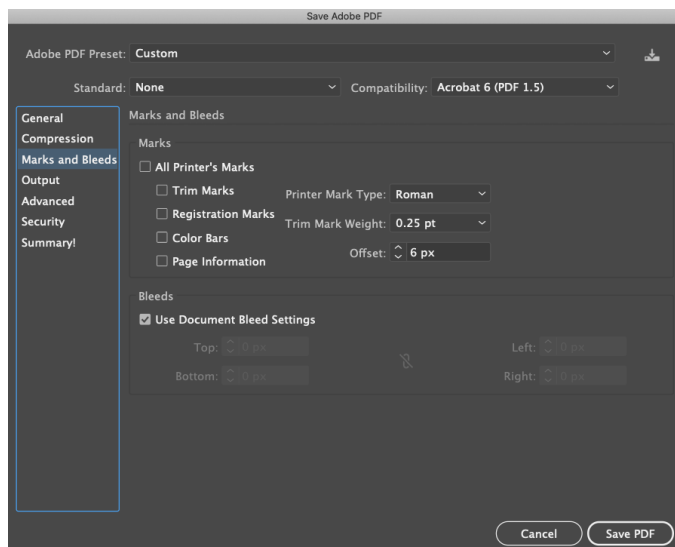 Save Adobe PDF
Adobe PDF Preset: Custom
Standard: None Compatibility: Acrobat 6 (PDF 1.5)
General
Compression
Marks and Bleeds
Output
Advanced
Security
Summary!
Marks and Bleeds
Marks
All Printer's Marks
Trim Marks
Registration Marks
Color Bars
Page Information
Printer Mark Type: Roman
Trim Mark Weight: 0.25 pt
Offset: 6 px
Bleeds
Use Document Bleed Settings
Top: 0 px Left: 0 px
Bottom: 0 px Right: 0 px
Cancel Save PDF